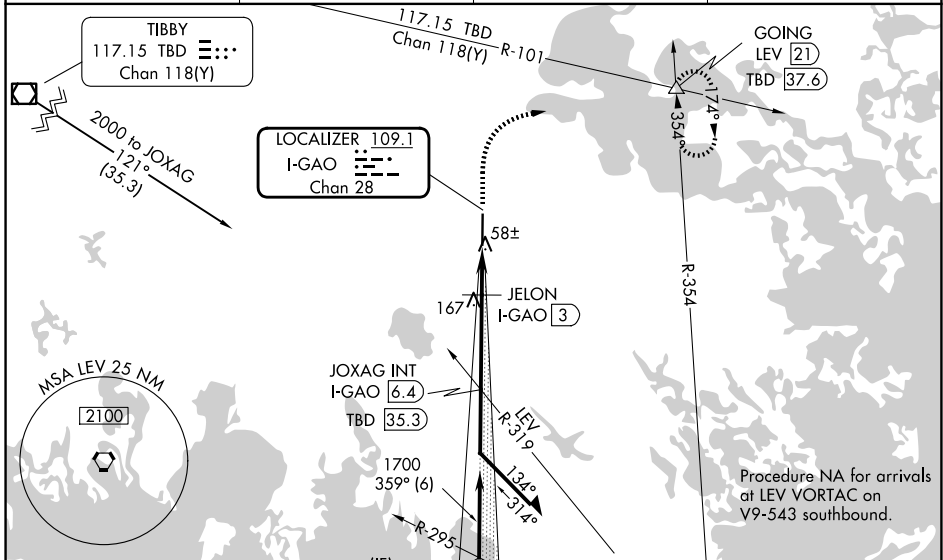 TIBBY
117.15 TBD
Chan 118(Y)
117.15 TBD
Chan 118(Y)
R-101
GOING
LEV 21
TBD 37.6
174°
354°
2000 to JOXAG
121°
(35.3)
LOCALIZER 109.1
I-GAO
Chan 28
58±
JELON
I-GAO 3
167
R-354
MSA LEV 25 NM
2100
JOXAG INT
I-GAO 6.4
TBD 35.3
LEV
R-319
1700
359° (6)
134°
314°
R-295
Procedure NA for arrivals
at LEV VORTAC on
V9-543 southbound.